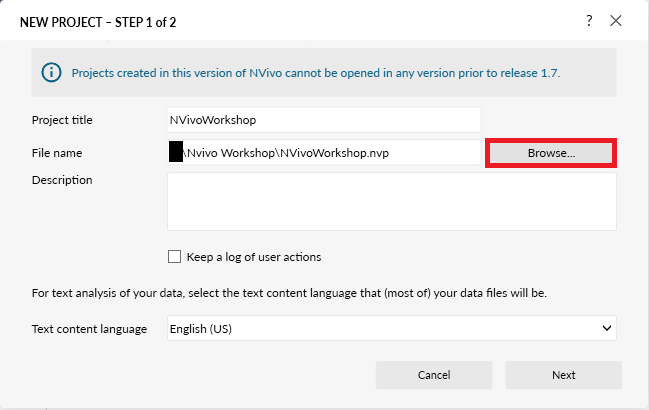 NEW PROJECT – STEP 1 of 2
?
Projects created in this version of NVivo cannot be opened in any version prior to release 1.7.
Project title NVivoWorkshop
File name \Nvivo Workshop\NVivoWorkshop.nvp Browse...
Description
Keep a log of user actions
For text analysis of your data, select the text content language that (most of) your data files will be.
Text content language English (US)
Cancel Next